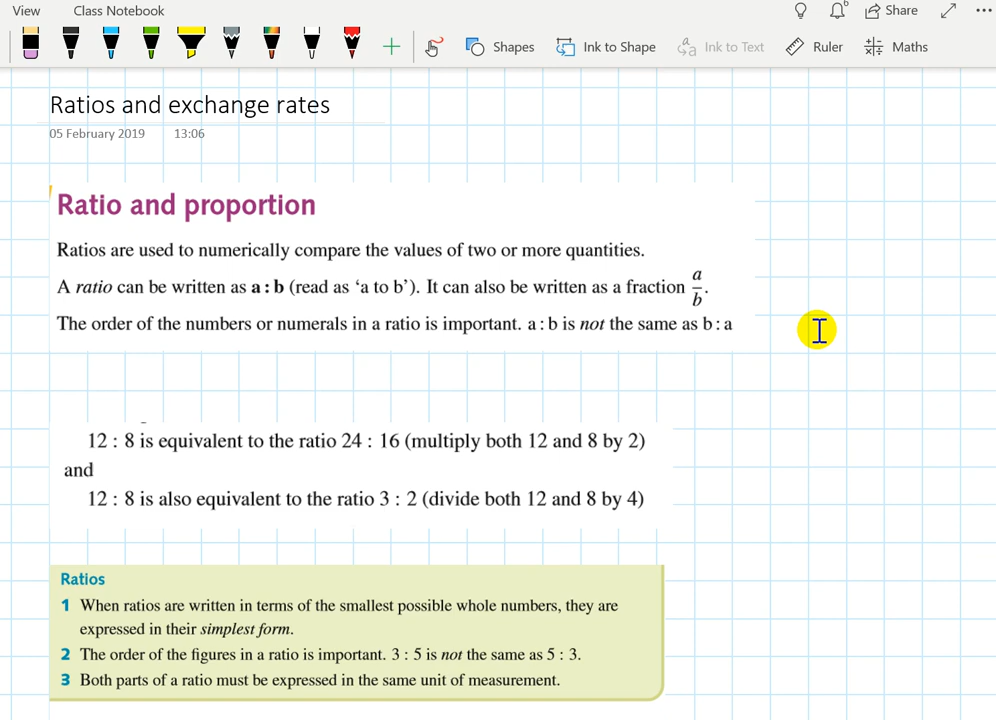 View Class Notebook Share
Shapes Ink to Shape Ink to Text Ruler Maths
Ratios and exchange rates
05 February 2019 13:06
Ratio and proportion
Ratios are used to numerically compare the values of two or more quantities.
A ratio can be written as a : b (read as ‘a to b’). It can also be written as a fraction a/b.
The order of the numbers or numerals in a ratio is important. a : b is not the same as b : a
12 : 8 is equivalent to the ratio 24 : 16 (multiply both 12 and 8 by 2)
and
12 : 8 is also equivalent to the ratio 3 : 2 (divide both 12 and 8 by 4)
Ratios
1 When ratios are written in terms of the smallest possible whole numbers, they are
expressed in their simplest form.
2 The order of the figures in a ratio is important. 3 : 5 is not the same as 5 : 3.
3 Both parts of a ratio must be expressed in the same unit of measurement.